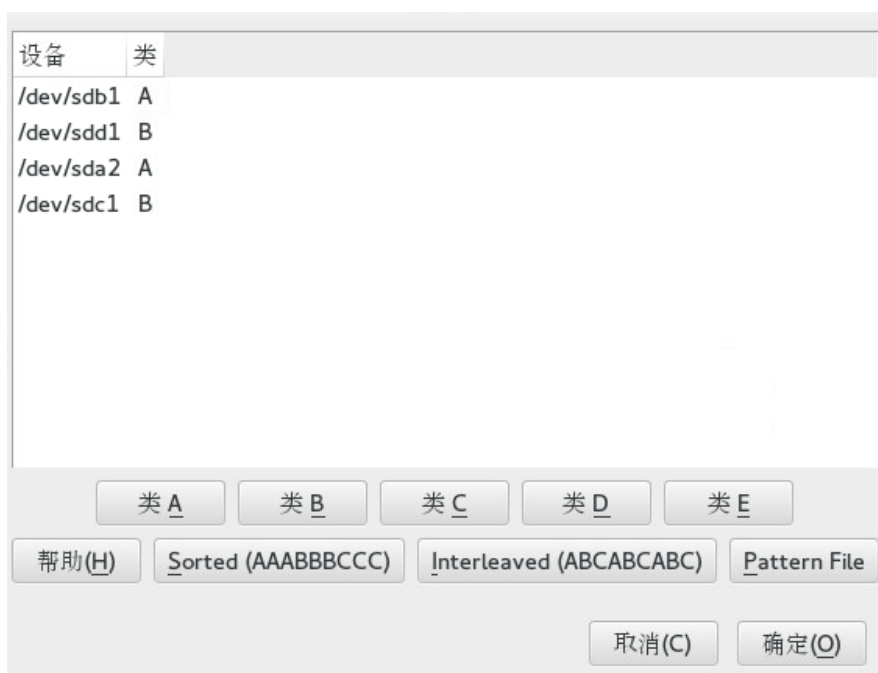 设备 类
/dev/sdb1 A
/dev/sdd1 B
/dev/sda2 A
/dev/sdc1 B
类 A 类 B 类 C 类 D 类 E
帮助(H) Sorted (AAABBBCCC) Interleaved (ABCABCABC) Pattern File
取消(C) 确定(O)